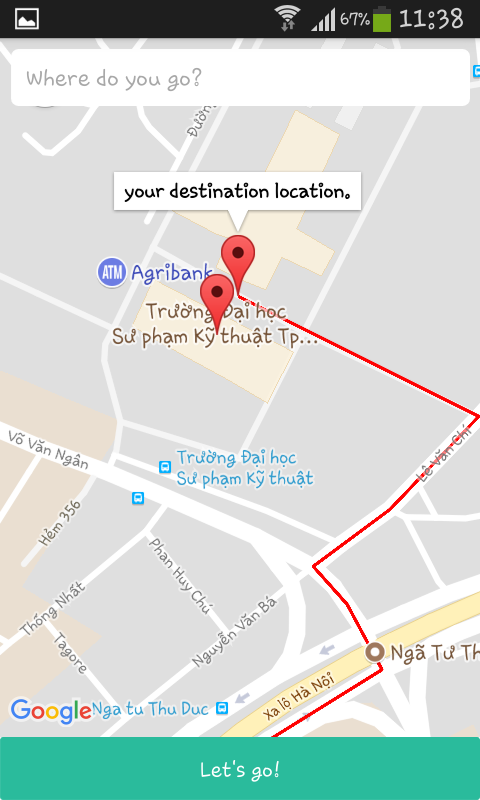 67% 11:38
Where do you go?
Đường
your destination location.
ATM Agribank
Trường Đại học
Sư phạm Kỹ thuật Tp...
Lê Văn Chí
Võ Văn Ngân
Trường Đại học
Sư phạm Kỹ thuật
Hẻm 356
Phan Huy Chú
Thống Nhất
Nguyễn Văn Bá
Tagore
Ngã Tư Th
Xa lộ Hà Nội
Google
Nga tu Thu Duc
Let's go!